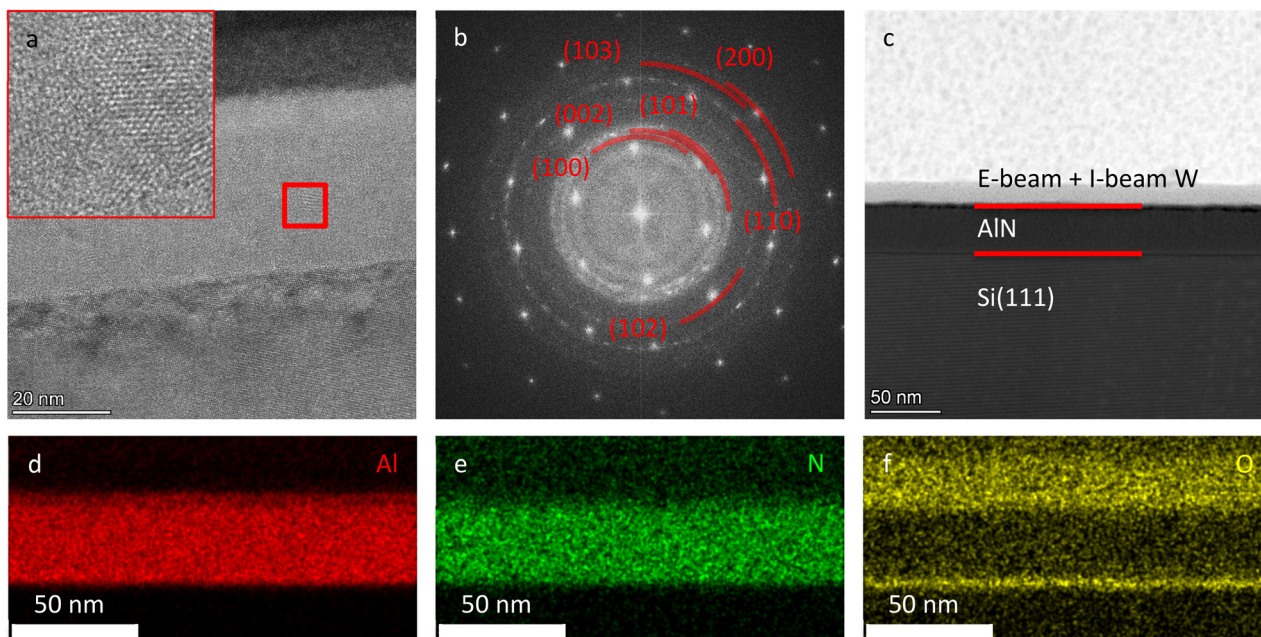 a
20 nm
b
(103)
(200)
(002)
(101)
(100)
(110)
(102)
c
E-beam + I-beam W
AlN
Si(111)
50 nm
d
Al
50 nm
e
N
50 nm
f
O
50 nm